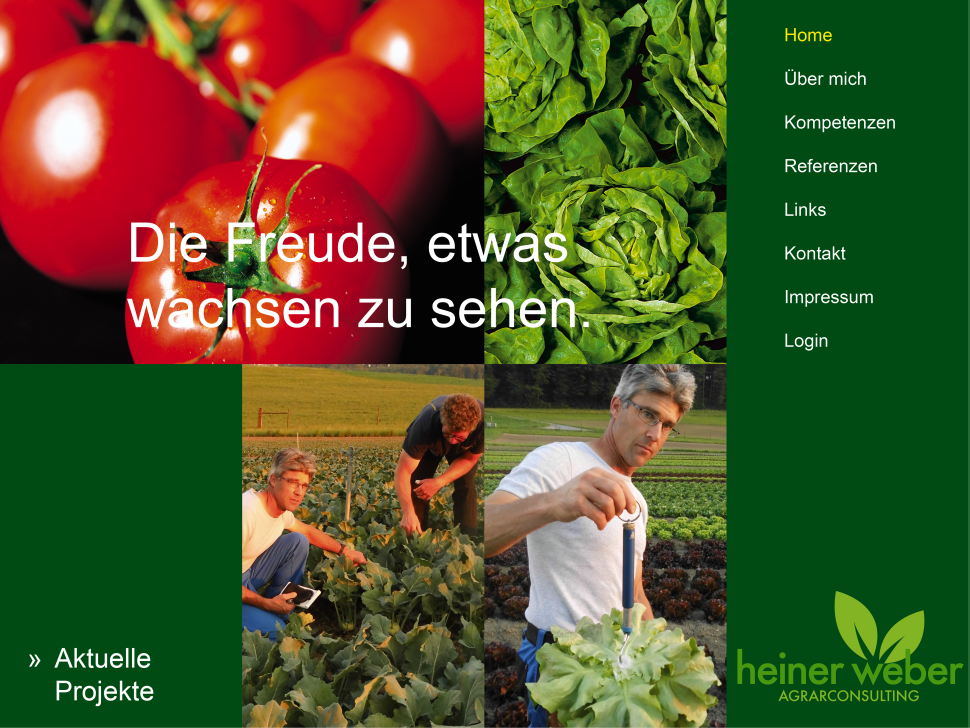 Die Freude, etwas
wachsen zu sehen.
Home
Über mich
Kompetenzen
Referenzen
Links
Kontakt
Impressum
Login
» Aktuelle
Projekte
heiner weber
AGRARCONSULTING